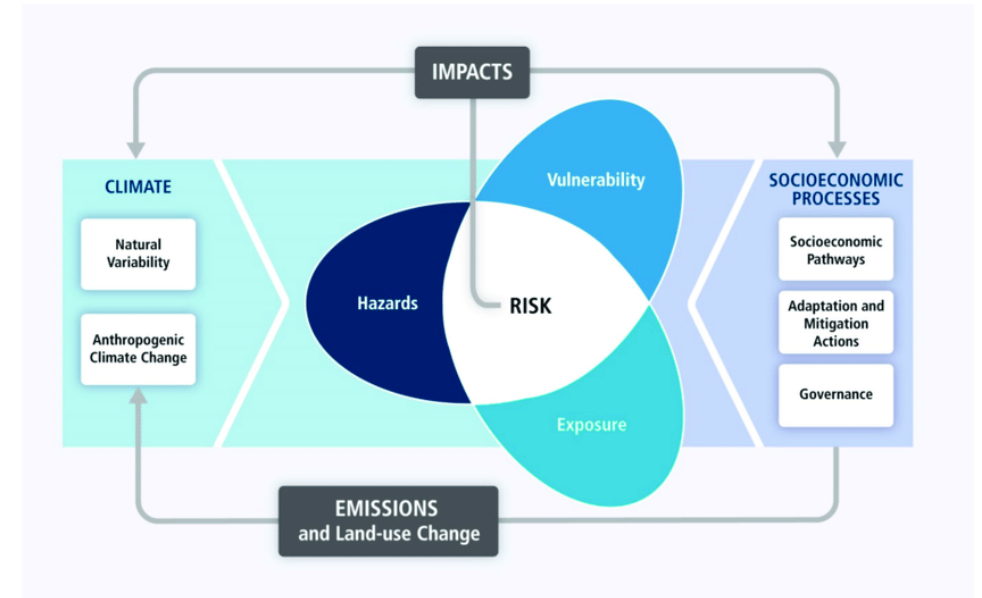 IMPACTS
CLIMATE
Natural
Variability
Anthropogenic
Climate Change
Vulnerability
Hazards
RISK
Exposure
SOCIOECONOMIC
PROCESSES
Socioeconomic
Pathways
Adaptation and
Mitigation
Actions
Governance
EMISSIONS
and Land-use Change